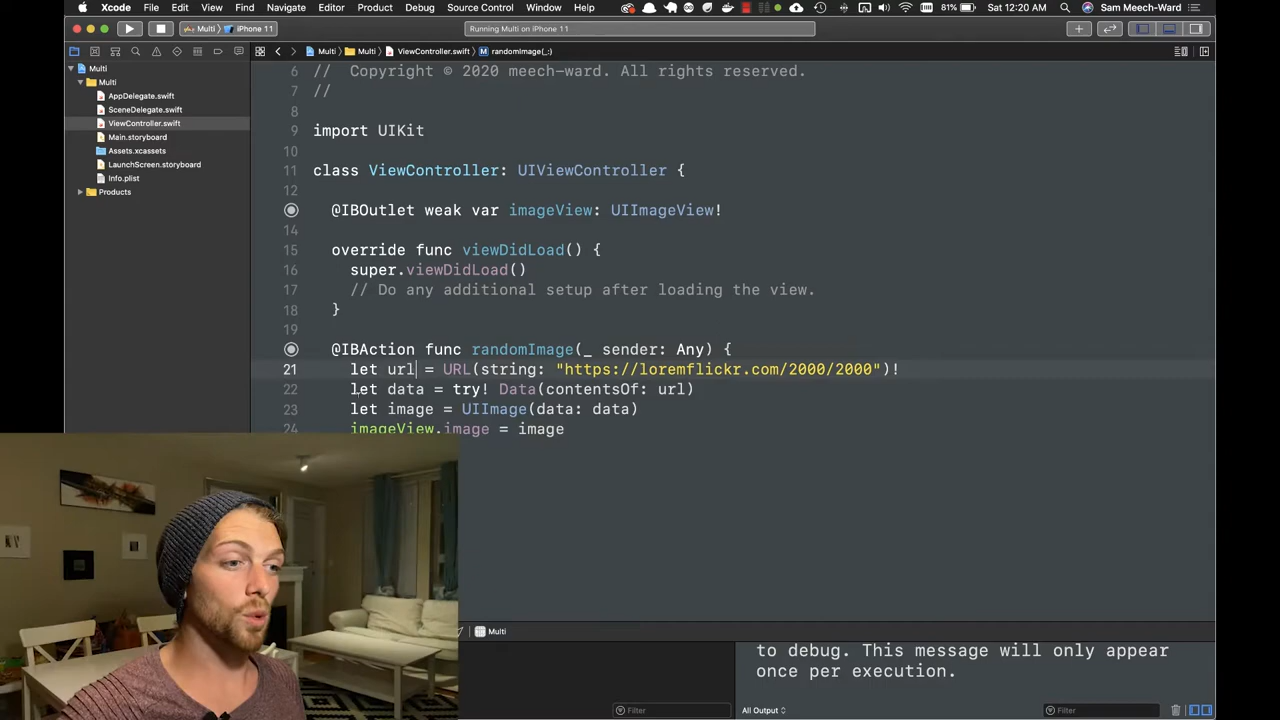 Xcode File Edit View Find Navigate Editor Product Debug Source Control Window Help 81% Sat 12:20 AM Sam Meech-Ward
Multi iPhone 11 Running Multi on iPhone 11
Multi Multi ViewController.swift M randomImage(_:)
Multi
Multi
AppDelegate.swift
SceneDelegate.swift
ViewController.swift
Main.storyboard
Assets.xcassets
LaunchScreen.storyboard
Info.plist
Products
6 // Copyright © 2020 meech-ward. All rights reserved.
7 //
8
9 import UIKit
10
11 class ViewController: UIViewController {
12
13 @IBOutlet weak var imageView: UIImageView!
14
15 override func viewDidLoad() {
16 super.viewDidLoad()
17 // Do any additional setup after loading the view.
18 }
19
@IBAction func randomImage(_ sender: Any) {
21 let url = URL(string: "https://loremflickr.com/2000/2000")!
22 let data = try! Data(contentsOf: url)
23 let image = UIImage(data: data)
24 imageView.image = image
Multi
to debug. This message will only appear
once per execution.
Filter All Output Filter